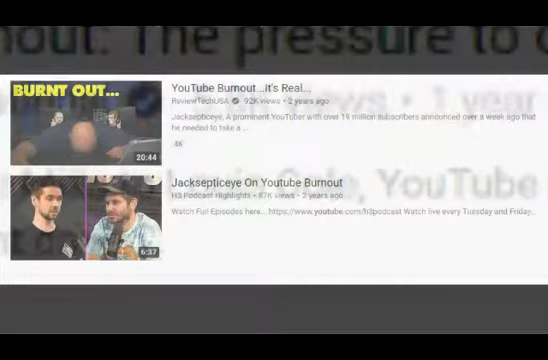 out: The pressure to
BURNT OUT...
20:44
YouTube Burnout...It's Real...
ReviewTechUSA 92K views • 2 years ago
Jacksepticeye, A prominent YouTuber with over 19 million subscribers announced over a week ago that
he needed to take a ...
4K
views • 1 year
6:37
Jacksepticeye On Youtube Burnout
H3 Podcast Highlights • 87K views • 2 years ago
Watch Full Episodes here... https://www.youtube.com/h3podcast Watch live every Tuesday and Friday..
YouTube